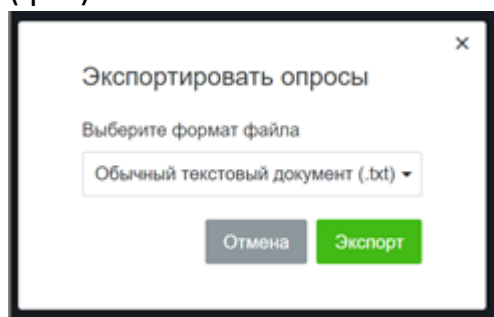 ×
Экспортировать опросы
Выберите формат файла
Обычный текстовый документ (.txt)
Отмена Экспорт